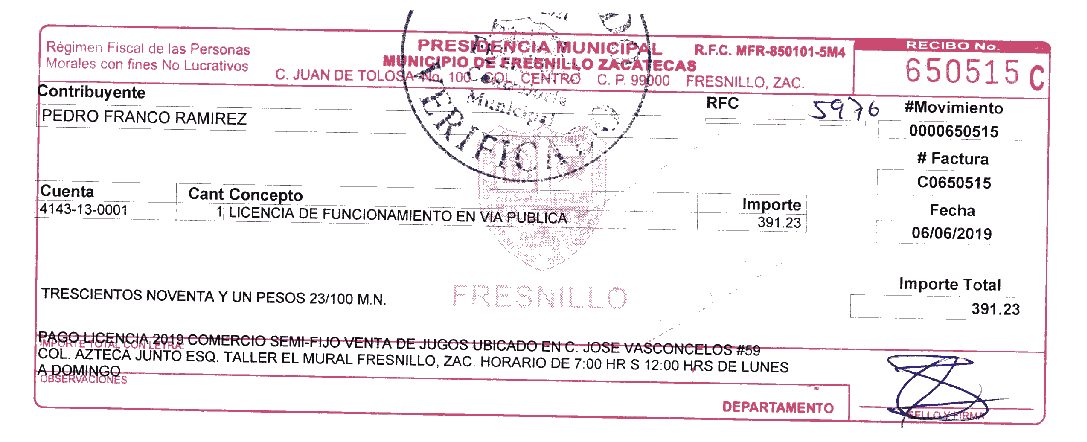 Régimen Fiscal de las Personas
Morales con fines No Lucrativos
PRESIDENCIA MUNICIPAL
MUNICIPIO DE FRESNILLO ZACATECAS
C. JUAN DE TOLOSA No. 100 COL. CENTRO C. P. 99000 FRESNILLO, ZAC.
R.F.C. MFR-850101-5M4
RECIBO No.
650515 C
Contribuyente
PEDRO FRANCO RAMIREZ
RFC
5976
#Movimiento
0000650515
# Factura
C0650515
Fecha
06/06/2019
Municipal
VERIFICADO
Cuenta
4143-13-0001
Cant Concepto
1 LICENCIA DE FUNCIONAMIENTO EN VIA PUBLICA
Importe
391.23
Importe Total
391.23
FRESNILLO
TRESCIENTOS NOVENTA Y UN PESOS 23/100 M.N.
IMPORTE TOTAL CON LETRA
PAGO LICENCIA 2019 COMERCIO SEMI-FIJO VENTA DE JUGOS UBICADO EN C. JOSE VASCONCELOS #59
COL. AZTECA JUNTO ESQ. TALLER EL MURAL FRESNILLO, ZAC. HORARIO DE 7:00 HR S 12:00 HRS DE LUNES
A DOMINGO
OBSERVACIONES
DEPARTAMENTO
SELLO Y FIRMA